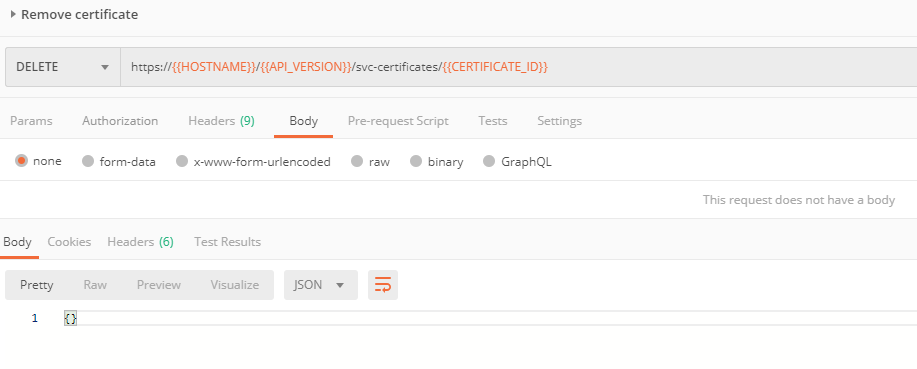 Remove certificate
DELETE https://{{HOSTNAME}}/{{API_VERSION}}/svc-certificates/{{CERTIFICATE_ID}}
Params Authorization Headers (9) Body Pre-request Script Tests Settings
none form-data x-www-form-urlencoded raw binary GraphQL
This request does not have a body
Body Cookies Headers (6) Test Results
Pretty Raw Preview Visualize JSON
1 {}